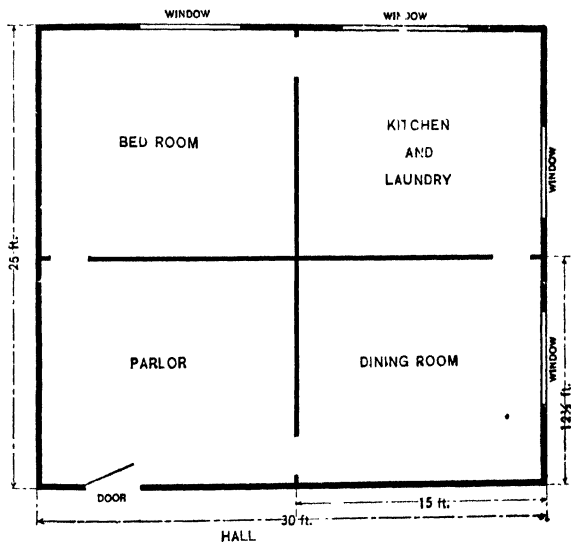 WINDOW
WINDOW
BED ROOM
KITCHEN
AND
LAUNDRY
WINDOW
25 ft.
PARLOR
DINING ROOM
WINDOW
12½ ft.
DOOR
15 ft.
30 ft.
HALL